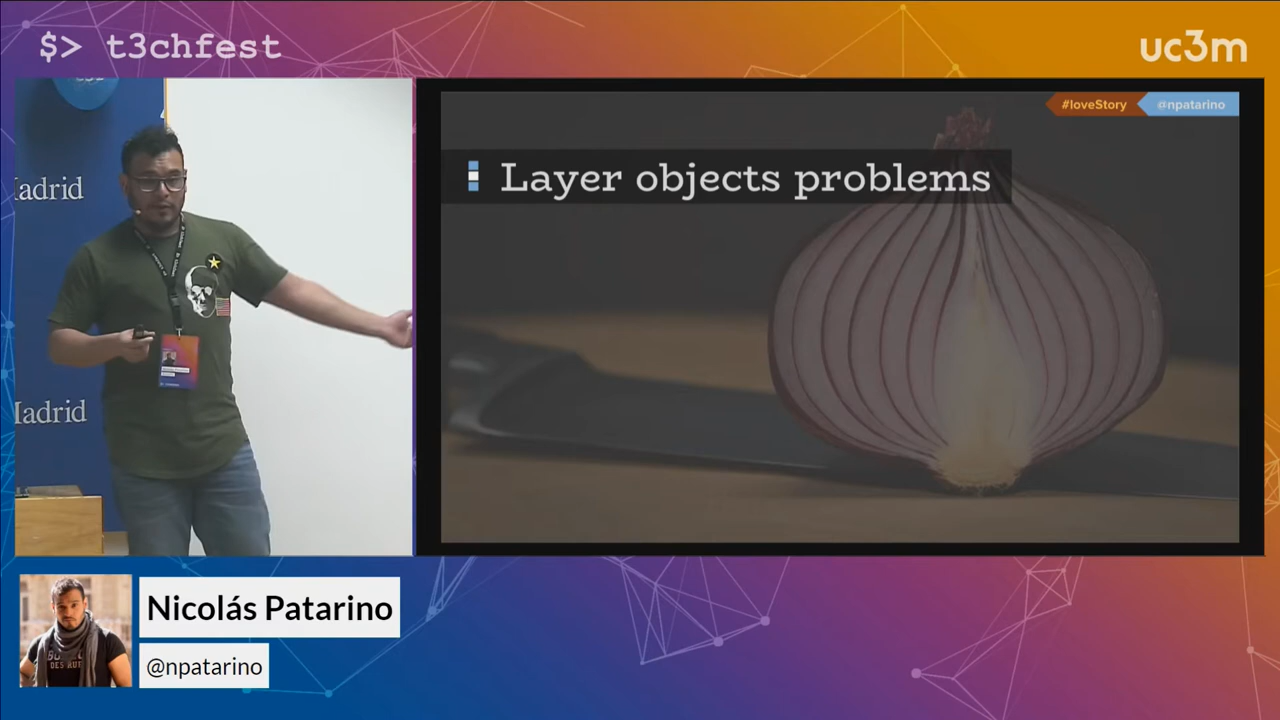 $> t3chfest
uc3m
#loveStory
@npatarino
Layer objects problems
Madrid
Madrid
Nicolás Patarino
@npatarino